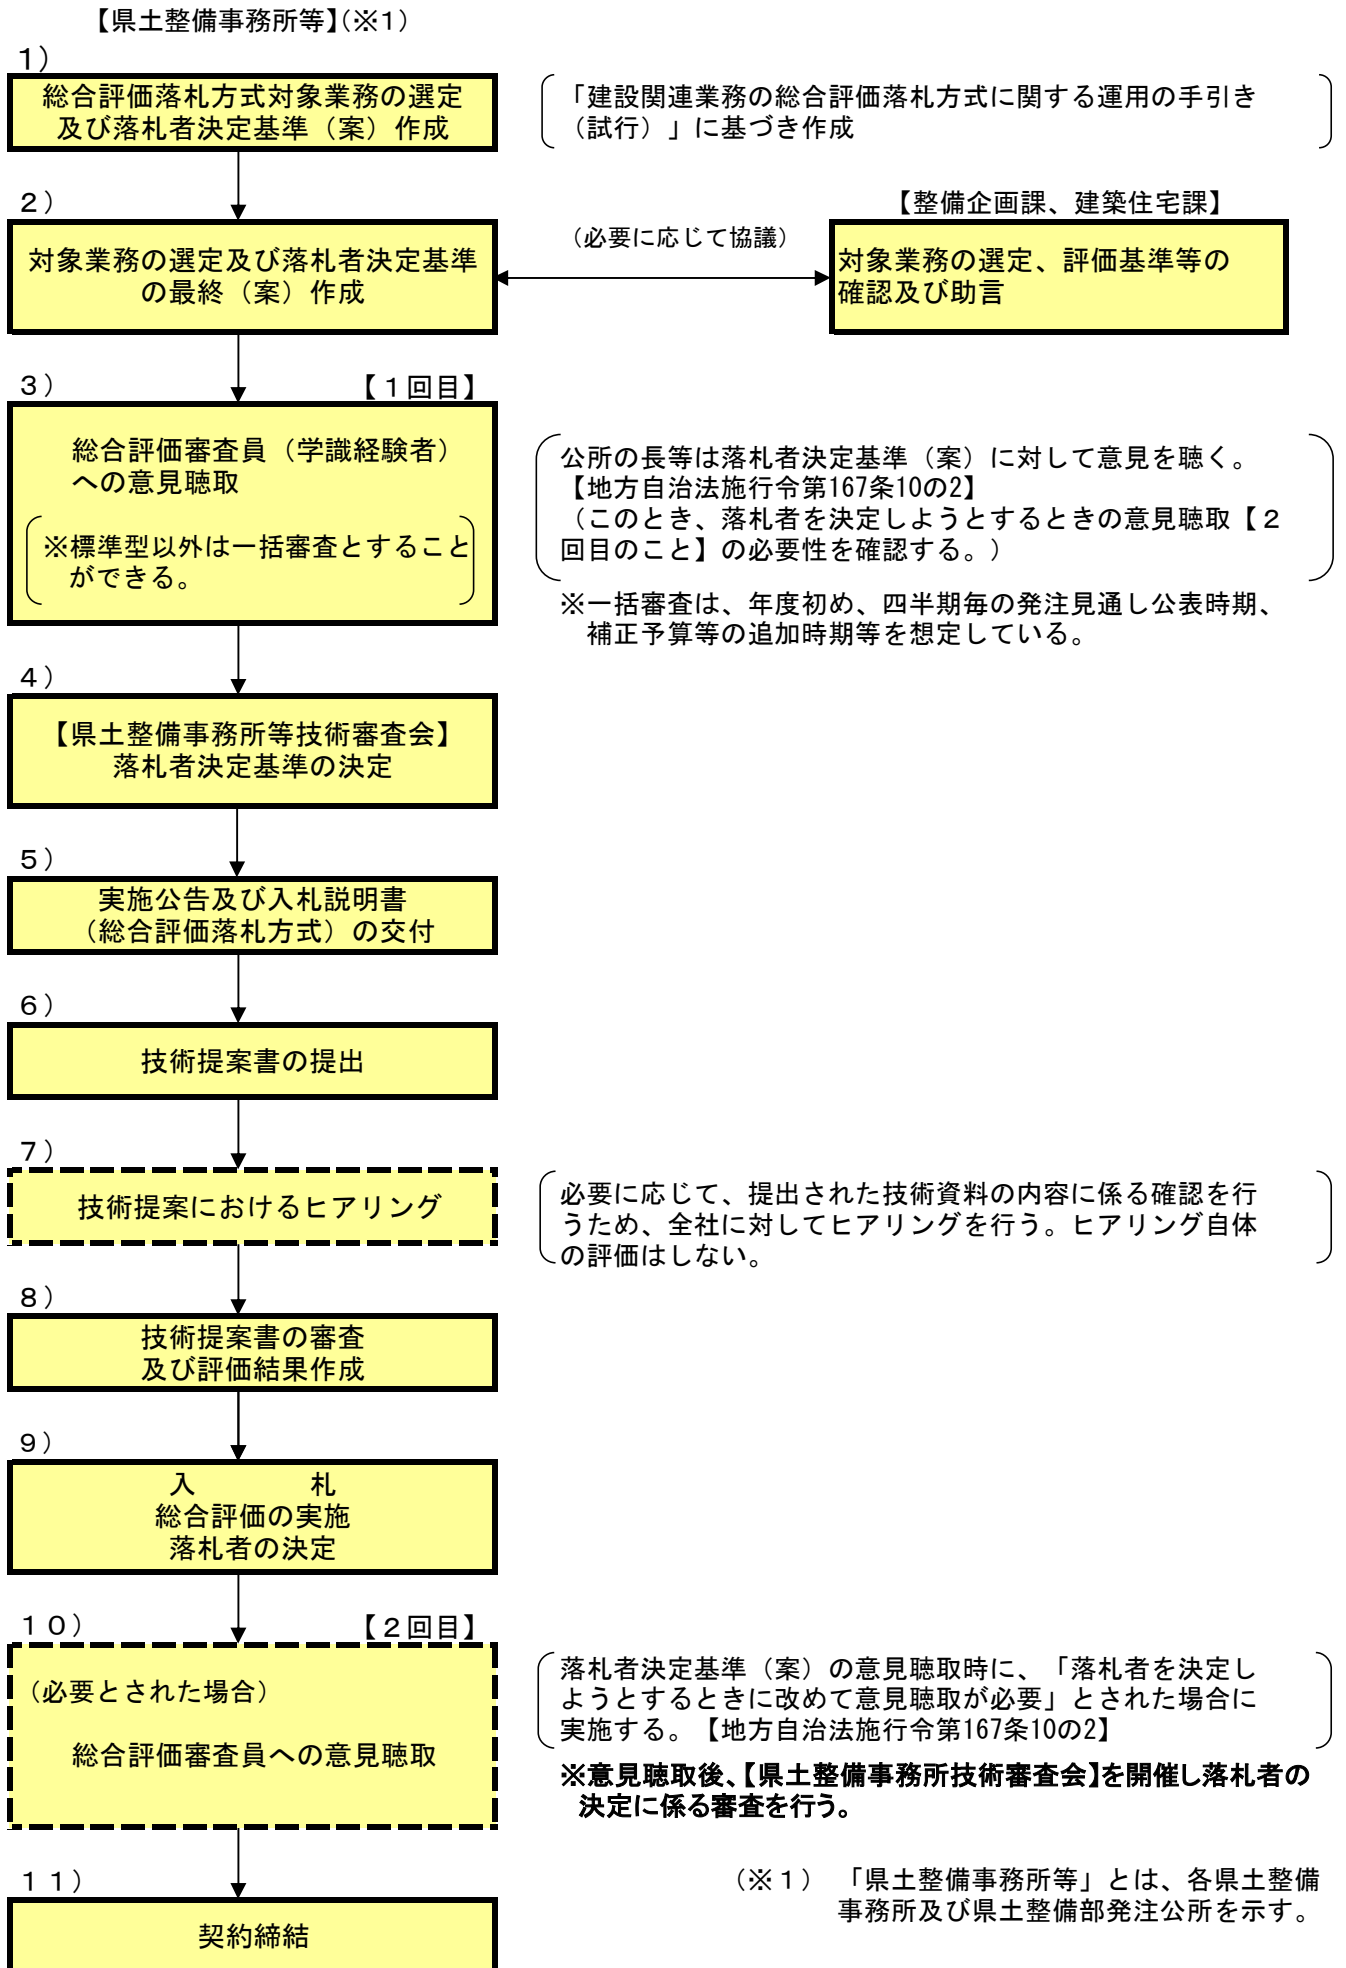 【県土整備事務所等】(※1)
1)
総合評価落札方式対象業務の選定
及び落札者決定基準（案）作成
「建設関連業務の総合評価落札方式に関する運用の手引き
（試行）」に基づき作成
2）
対象業務の選定及び落札者決定基準
の最終（案）作成
（必要に応じて協議）
【整備企画課、建築住宅課】
対象業務の選定、評価基準等の
確認及び助言
3）
【１回目】
総合評価審査員（学識経験者）
への意見聴取
※標準型以外は一括審査とすること
ができる。
公所の長等は落札者決定基準（案）に対して意見を聴く。
【地方自治法施行令第167条10の2】
（このとき、落札者を決定しようとするときの意見聴取【２
回目のこと】の必要性を確認する。）
※一括審査は、年度初め、四半期毎の発注見通し公表時期、
補正予算等の追加時期等を想定している。
4）
【県土整備事務所等技術審査会】
落札者決定基準の決定
5）
実施公告及び入札説明書
（総合評価落札方式）の交付
6）
技術提案書の提出
7）
技術提案におけるヒアリング
必要に応じて、提出された技術資料の内容に係る確認を行
うため、全社に対してヒアリングを行う。ヒアリング自体
の評価はしない。
8）
技術提案書の審査
及び評価結果作成
9）
入　　　　札
総合評価の実施
落札者の決定
１０）
【２回目】
（必要とされた場合）
総合評価審査員への意見聴取
落札者決定基準（案）の意見聴取時に、「落札者を決定し
ようとするときに改めて意見聴取が必要」とされた場合に
実施する。【地方自治法施行令第167条10の2】
※意見聴取後、【県土整備事務所技術審査会】を開催し落札者の
決定に係る審査を行う。
１１）
契約締結
（※１）　「県土整備事務所等」とは、各県土整備
事務所及び県土整備部発注公所を示す。